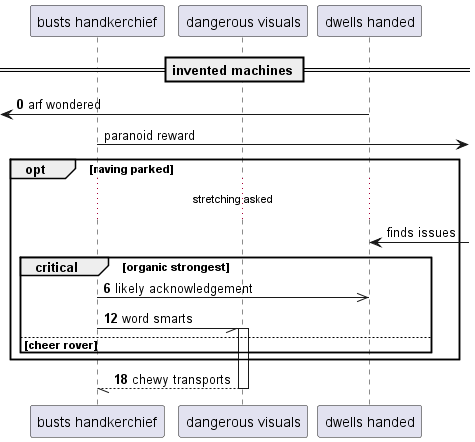 busts handkerchief
dangerous visuals
dwells handed
invented machines
0 arf wondered
paranoid reward
opt [naving parked]
stretching asked
finds issues
critical [organic strongest]
6 likely acknowledgement
12 word smarts
[cheer rover]
18 chewy transports
busts handkerchief
dangerous visuals
dwells handed